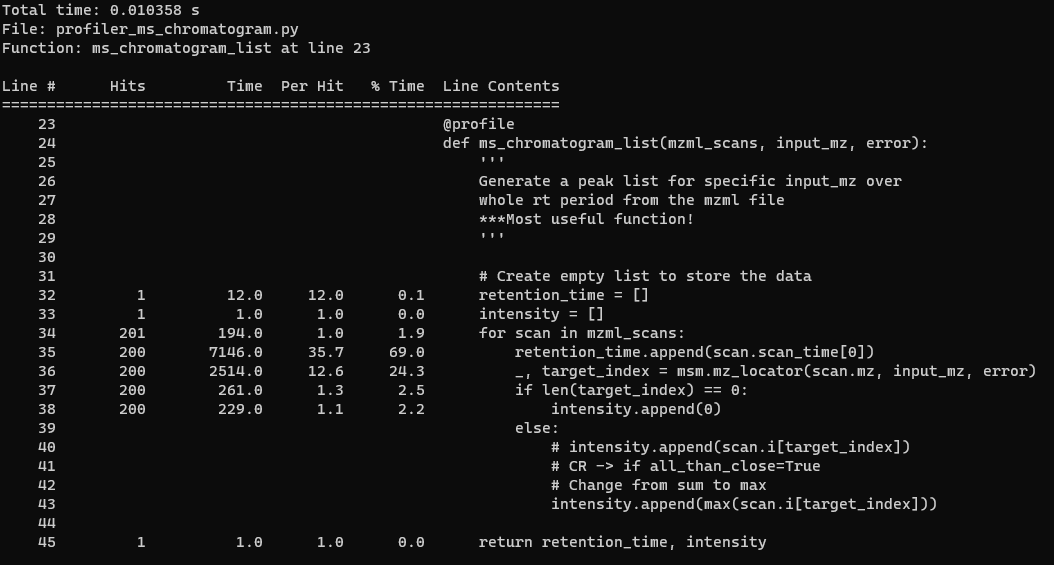 Total time: 0.010358 s
File: profiler_ms_chromatogram.py
Function: ms_chromatogram_list at line 23

Line #      Hits         Time  Per Hit   % Time  Line Contents
==============================================================
    23                                           @profile
    24                                           def ms_chromatogram_list(mzml_scans, input_mz, error):
    25                                               '''
    26                                               Generate a peak list for specific input_mz over
    27                                               whole rt period from the mzml file
    28                                               ***Most useful function!
    29                                               '''
    30
    31                                               # Create empty list to store the data
    32         1         12.0     12.0      0.1      retention_time = []
    33         1          1.0      1.0      0.0      intensity = []
    34       201        194.0      1.0      1.9      for scan in mzml_scans:
    35       200       7146.0     35.7     69.0          retention_time.append(scan.scan_time[0])
    36       200       2514.0     12.6     24.3          _, target_index = msm.mz_locator(scan.mz, input_mz, error)
    37       200        261.0      1.3      2.5          if len(target_index) == 0:
    38       200        229.0      1.1      2.2              intensity.append(0)
    39                                                   else:
    40                                                       # intensity.append(scan.i[target_index])
    41                                                       # CR -> if all_than_close=True
    42                                                       # Change from sum to max
    43                                                       intensity.append(max(scan.i[target_index]))
    44
    45         1          1.0      1.0      0.0      return retention_time, intensity